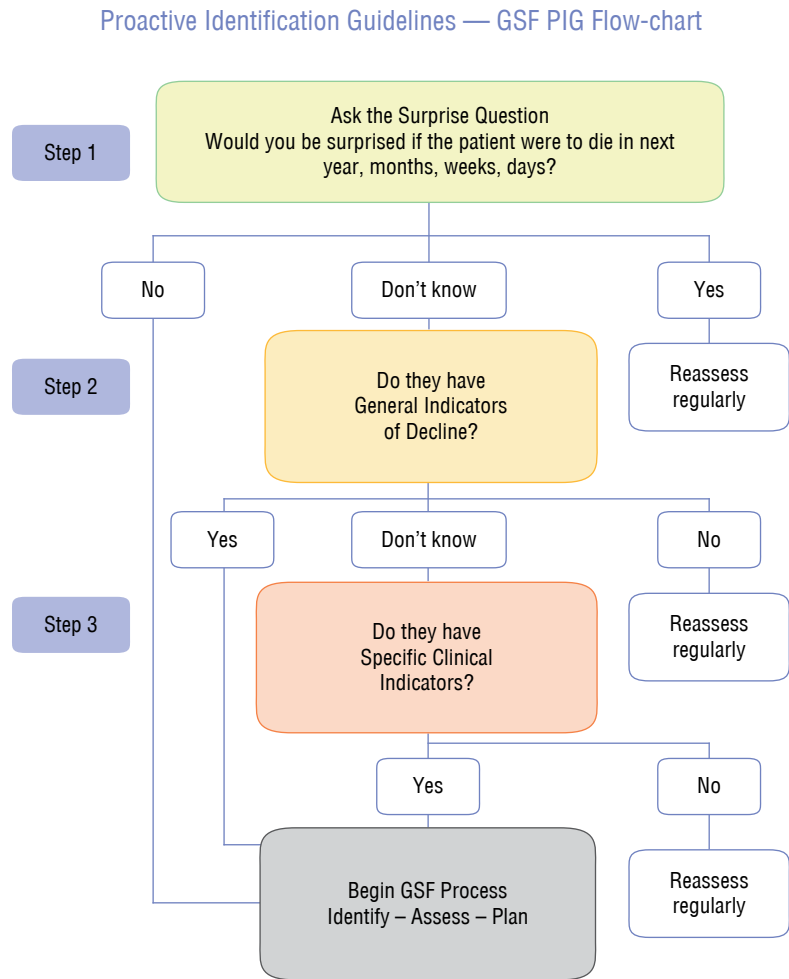 Proactive Identification Guidelines — GSF PIG Flow-chart
Step 1
Ask the Surprise Question
Would you be surprised if the patient were to die in next
year, months, weeks, days?
No
Don't know
Yes
Step 2
Do they have
General Indicators
of Decline?
Reassess
regularly
Yes
Don't know
No
Step 3
Do they have
Specific Clinical
Indicators?
Reassess
regularly
Yes
No
Begin GSF Process
Identify – Assess – Plan
Reassess
regularly